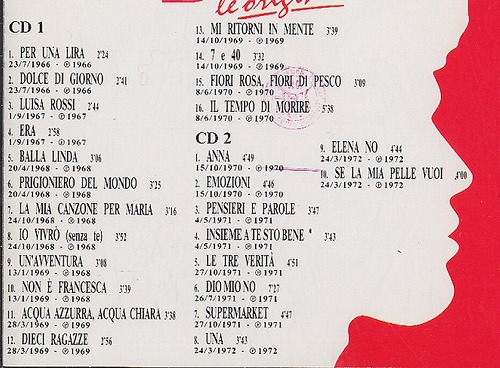 le origi
CD 1
1. PER UNA LIRA 2'24
23/7/1966 - ℗ 1966
2. DOLCE DI GIORNO 2'41
23/7/1966 - ℗ 1966
3. LUISA ROSSI 2'44
1/9/1967 - ℗ 1967
4. ERA 2'58
1/9/1967 - ℗ 1967
5. BALLA LINDA 3'06
20/4/1968 - ℗ 1968
6. PRIGIONIERO DEL MONDO 3'25
20/4/1968 - ℗ 1968
7. LA MIA CANZONE PER MARIA 3'16
24/10/1968 - ℗ 1968
8. IO VIVRÒ (senza te) 3'52
24/10/1968 - ℗ 1968
9. UN'AVVENTURA 3'08
13/1/1969 - ℗ 1968
10. NON È FRANCESCA 3'39
13/1/1969 - ℗ 1968
11. ACQUA AZZURRA, ACQUA CHIARA 3'38
28/3/1969 - ℗ 1969
12. DIECI RAGAZZE 2'56
28/3/1969 - ℗ 1969
13. MI RITORNI IN MENTE 3'39
14/10/1969 - ℗ 1969
14. 7 e 40 3'32
14/10/1969 - ℗ 1969
15. FIORI ROSA, FIORI DI PESCO 3'09
8/6/1970 - ℗ 1970
16. IL TEMPO DI MORIRE 5'38
8/6/1970 - ℗ 1970
CD 2
1. ANNA 4'49
15/10/1970 - ℗ 1970
2. EMOZIONI 4'46
15/10/1970 - ℗ 1970
3. PENSIERI E PAROLE 3'47
4/5/1971 - ℗ 1971
4. INSIEME A TE STO BENE * 3'43
4/5/1971 - ℗ 1971
5. LE TRE VERITÀ 4'51
27/10/1971 - ℗ 1971
6. DIO MIO NO 7'27
26/7/1971 - ℗ 1971
7. SUPERMARKET 4'47
27/10/1971 - ℗ 1971
8. UNA 3'43
24/3/1972 - ℗ 1972
9. ELENA NO 4'44
24/3/1972 - ℗ 1972
10. SE LA MIA PELLE VUOI 4'00
24/3/1972 - ℗ 1972